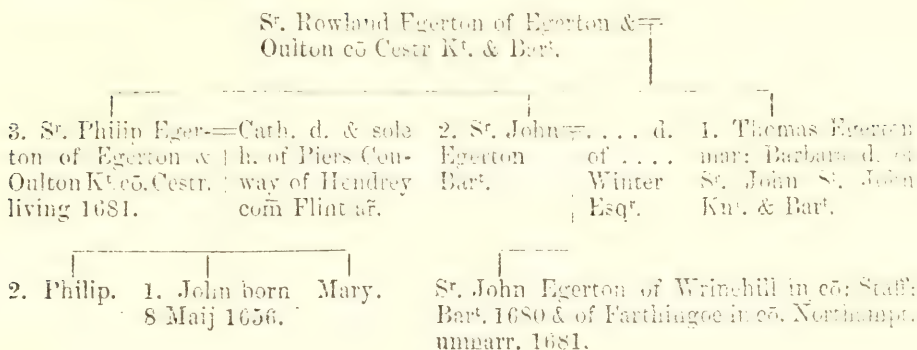 Sʳ. Rowland Egerton of Egerton &
Oulton cō Cestr Kᵗ. & Barᵗ.
3. Sʳ. Philip Eger-
ton of Egerton &
Oulton Kᵗ. cō. Cestr.
living 1681.
Cath. d. & sole
h. of Piers Con-
way of Hendrey
com̃ Flint ar̃.
2. Sʳ. John
Egerton
Barᵗ.
. . . . d.
of . . . .
Winter
Esqʳ.
1. Thomas Egerton
mar: Barbara d. of
Sʳ. John Sᵗ. John
Knᵗ. & Barᵗ.
2. Philip.
1. John born
8 Maij 1656.
Mary.
Sʳ. John Egerton of Wrinehill in cō: Staff:
Barᵗ. 1680 & of Farthingoe in cō. Northampt.
unmarr. 1681.